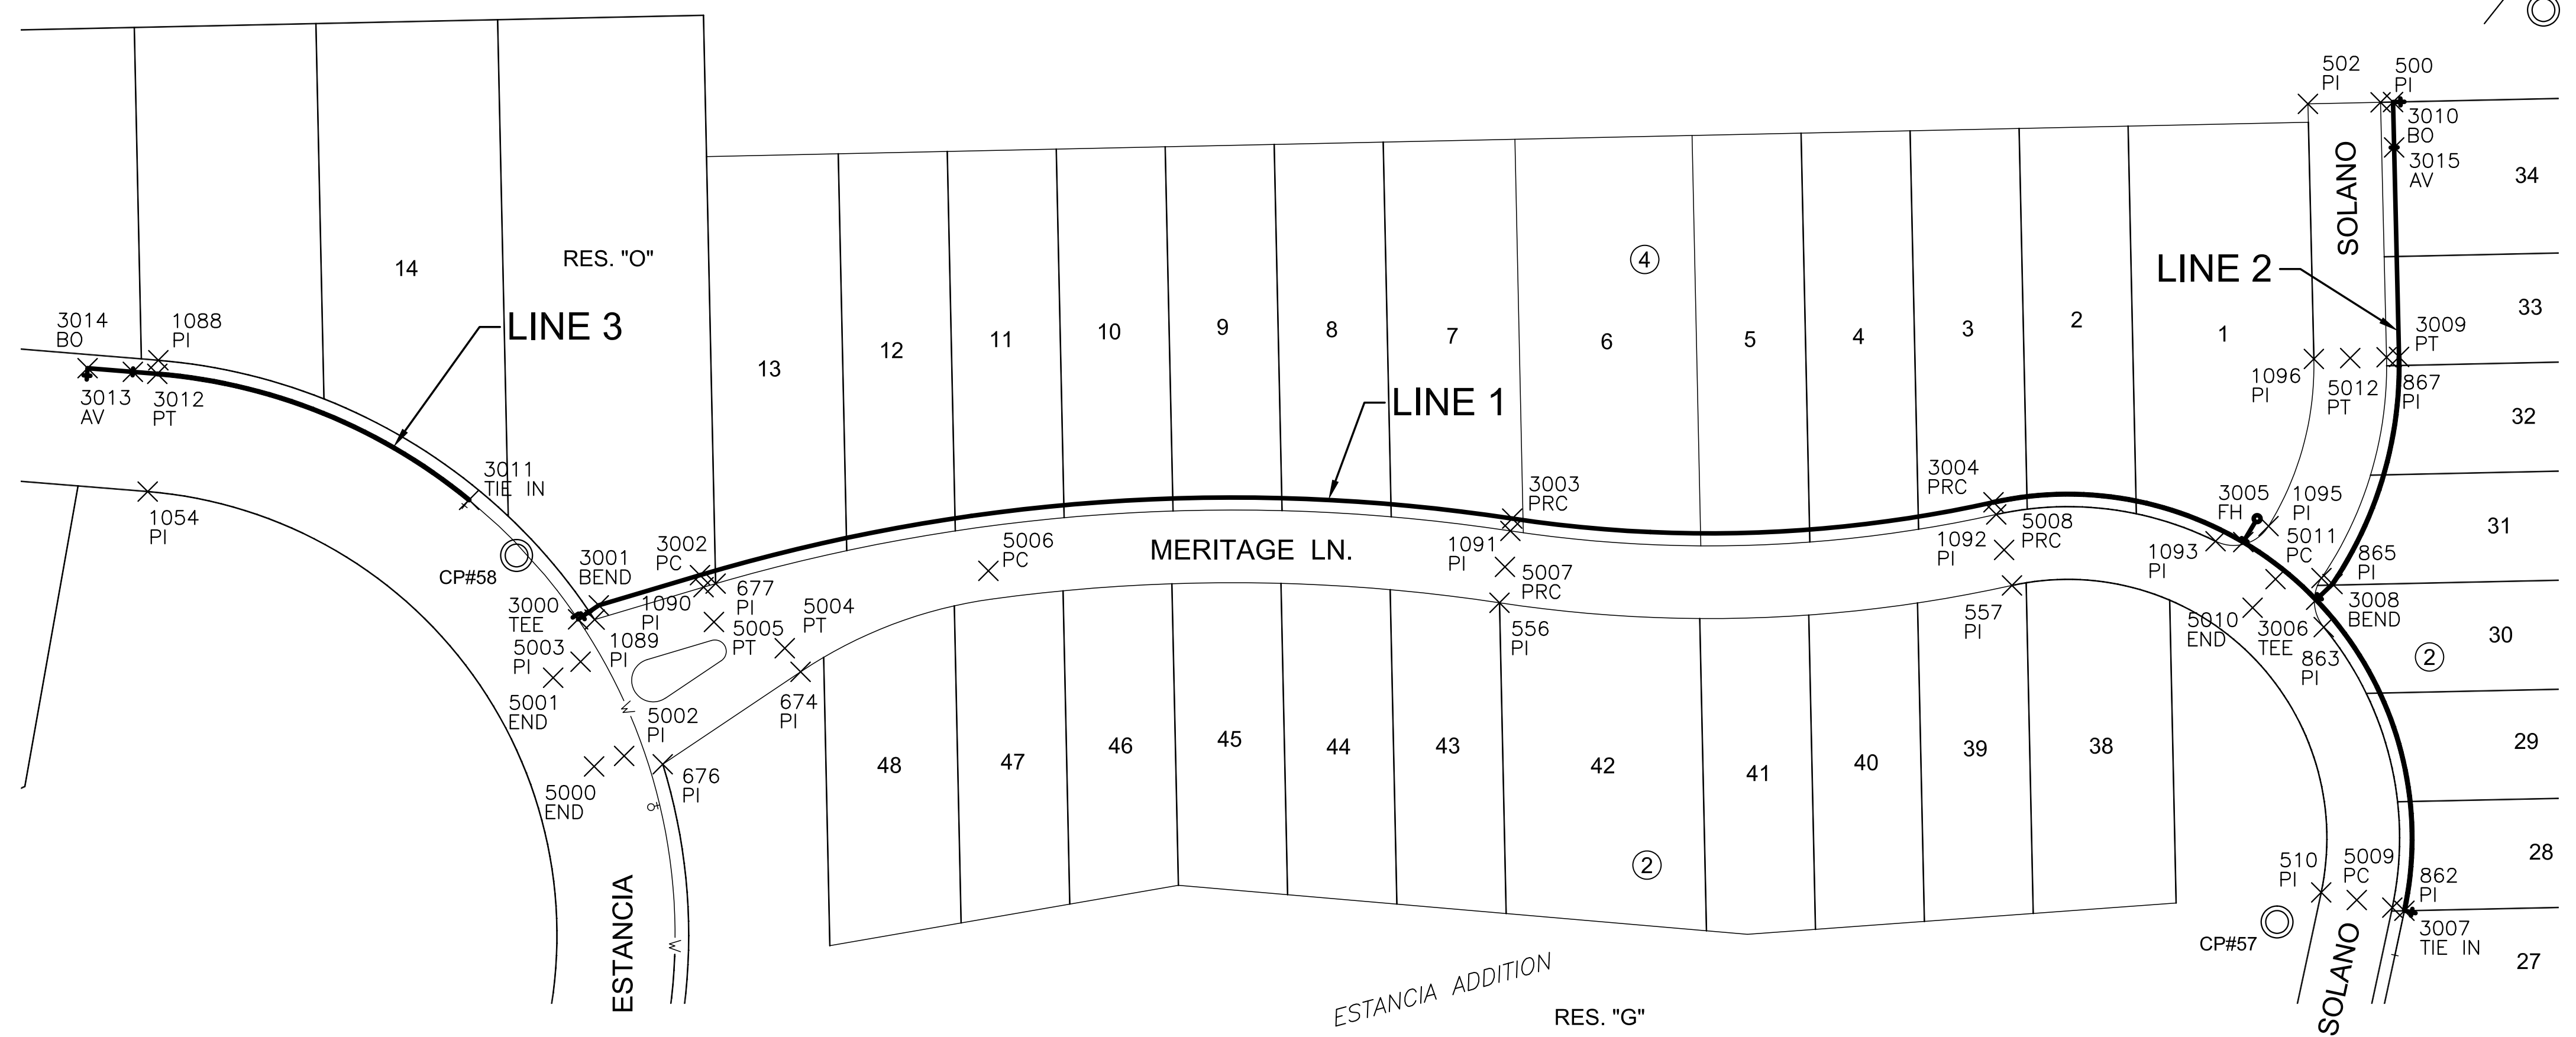 502
PI
500
PI
3010
BO
3015
AV
34
SOLANO
14
RES. "O"
4
LINE 2
33
3014
BO
1088
PI
LINE 3
3009
PT
13
12
11
10
9
8
7
6
5
4
3
2
1
3013
AV
3012
PT
LINE 1
1096
PI
5012
PT
867
PI
32
3011
TIE IN
3003
PRC
3004
PRC
3005
FH
1095
PI
31
1054
PI
CP#58
3001
BEND
3002
PC
5006
PC
MERITAGE LN.
1091
PI
5007
PRC
1092
PI
5008
PRC
1093
PI
5011
PC
865
PI
3000
TEE
1090
PI
677
PI
5004
PT
5005
PT
1089
PI
5003
PI
556
PI
557
PI
5010
END
3006
TEE
3008
BEND
863
PI
30
2
5001
END
W
5002
PI
674
PI
676
PI
5000
END
48
47
46
45
44
43
42
41
40
39
38
29
2
510
PI
5009
PC
862
PI
28
ESTANCIA
W
CP#57
3007
TIE IN
SOLANO
27
ESTANCIA ADDITION
RES. "G"